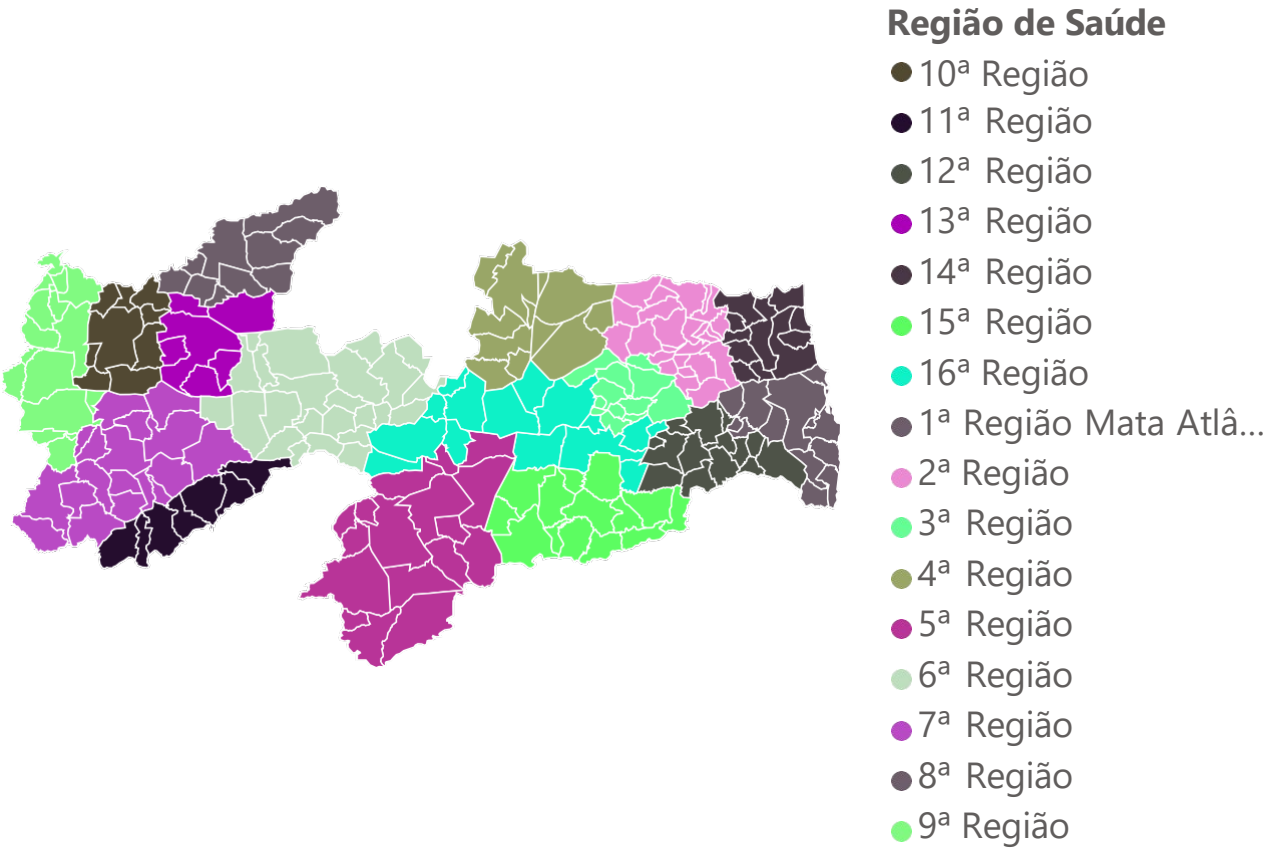 Região de Saúde
10ª Região
11ª Região
12ª Região
13ª Região
14ª Região
15ª Região
16ª Região
1ª Região Mata Atlâ...
2ª Região
3ª Região
4ª Região
5ª Região
6ª Região
7ª Região
8ª Região
9ª Região